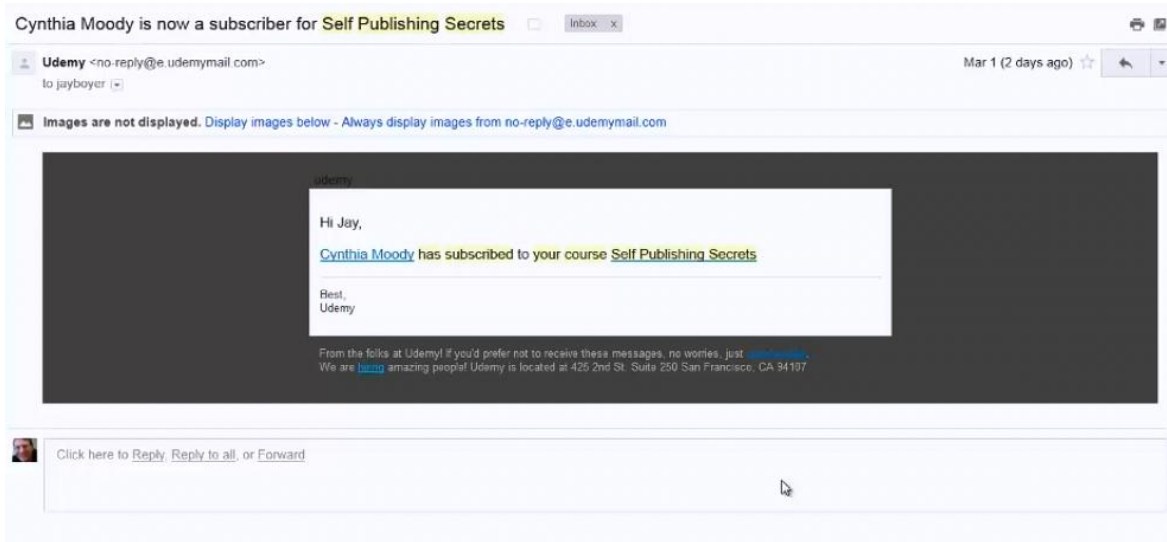 Cynthia Moody is now a subscriber for Self Publishing Secrets Inbox x
Udemy <no-reply@e.udemymail.com> Mar 1 (2 days ago)
to jayboyer
Images are not displayed. Display images below - Always display images from no-reply@e.udemymail.com
udemy
Hi Jay,
Cynthia Moody has subscribed to your course Self Publishing Secrets
Best,
Udemy
From the folks at Udemy! If you'd prefer not to receive these messages, no worries, just
We are hiring amazing people! Udemy is located at 425 2nd St. Suite 250 San Francisco, CA 94107
Click here to Reply, Reply to all, or Forward